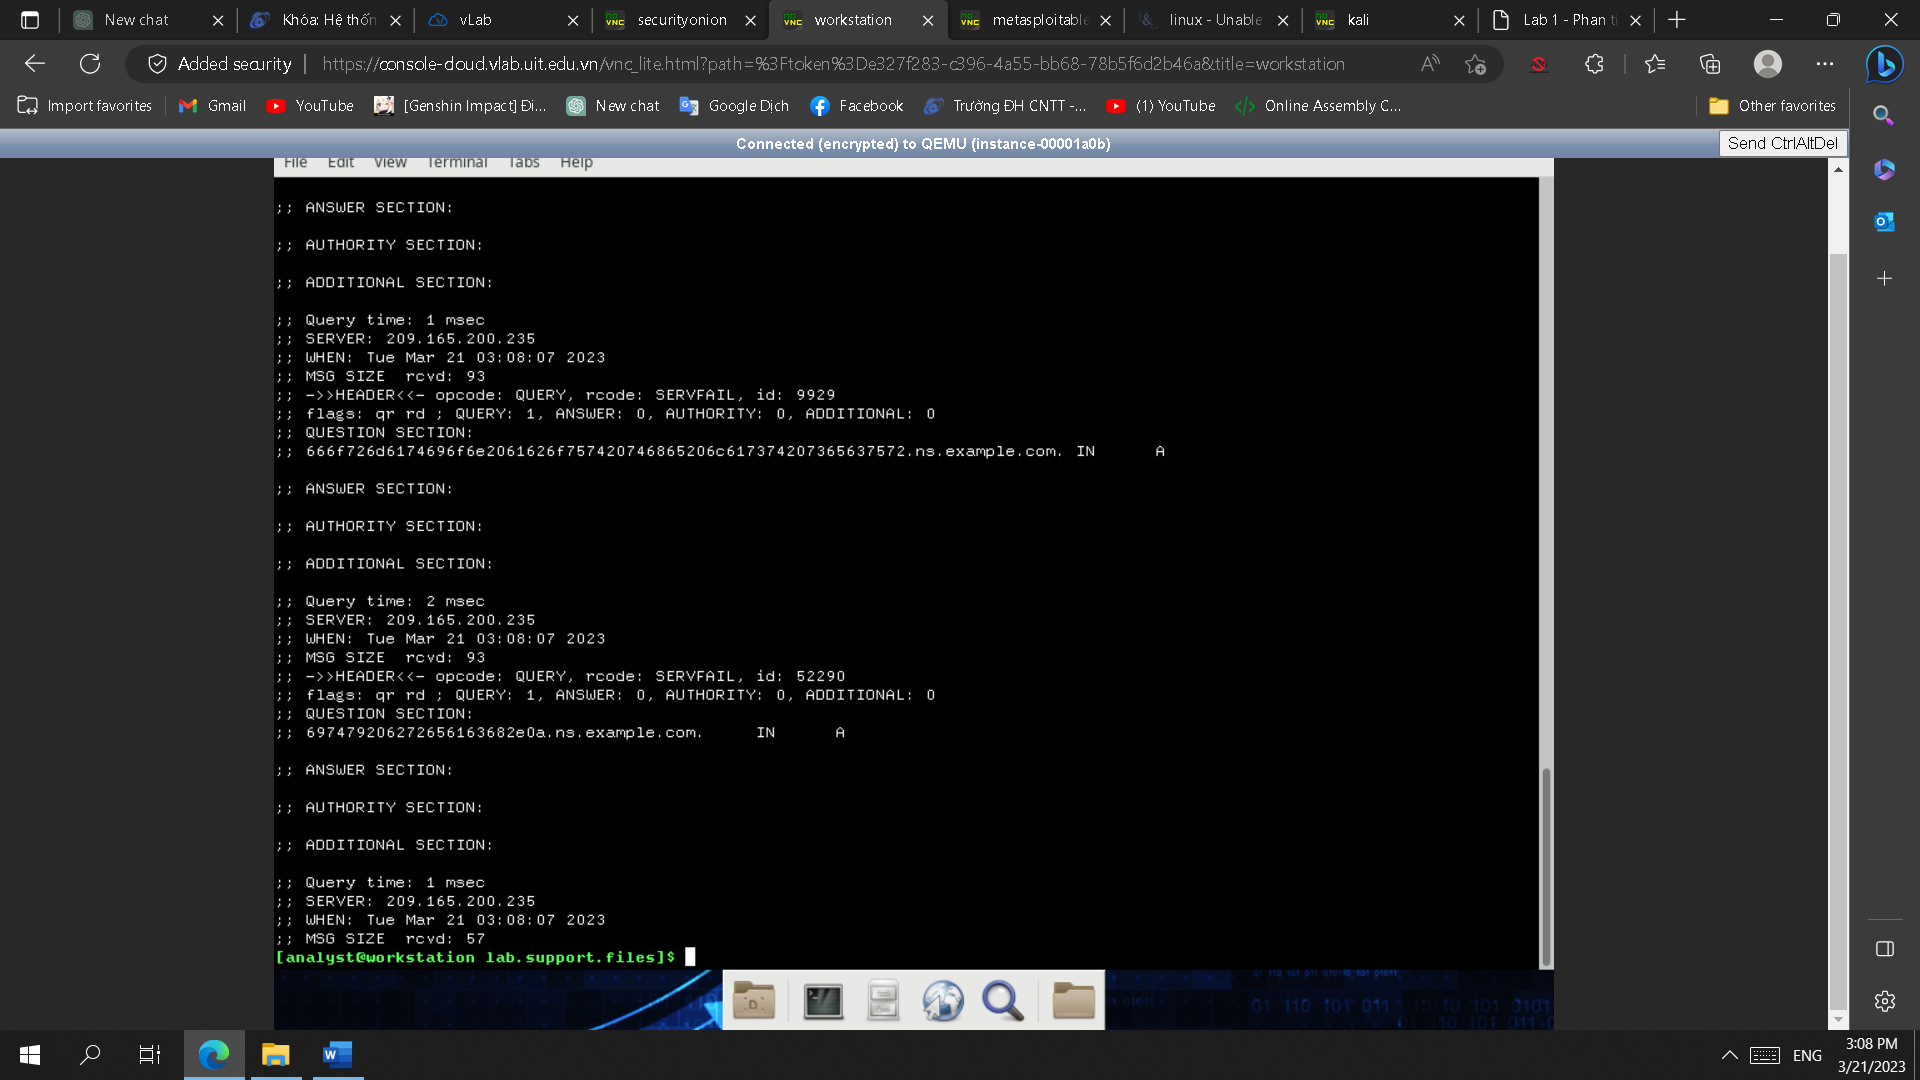 New chat
Khóa: Hệ thốn
vLab
securityonion
workstation
metasploitable
linux - Unable
kali
Lab 1 - Phan ti
Added security
https://console-cloud.vlab.uit.edu.vn/vnc_lite.html?path=%3Ftoken%3De327f283-c396-4a55-bb68-78b5f6d2b46a&title=workstation
Import favorites
Gmail
YouTube
[Genshin Impact] Đi...
New chat
Google Dịch
Facebook
Trường ĐH CNTT -...
(1) YouTube
Online Assembly C...
Other favorites
Connected (encrypted) to QEMU (instance-00001a0b)
Send CtrlAltDel
File Edit View Terminal Tabs Help
;; ANSWER SECTION:
;; AUTHORITY SECTION:
;; ADDITIONAL SECTION:
;; Query time: 1 msec
;; SERVER: 209.165.200.235
;; WHEN: Tue Mar 21 03:08:07 2023
;; MSG SIZE  rcvd: 93
;; ->>HEADER<<- opcode: QUERY, rcode: SERVFAIL, id: 9929
;; flags: qr rd ; QUERY: 1, ANSWER: 0, AUTHORITY: 0, ADDITIONAL: 0
;; QUESTION SECTION:
;; 666f726d6174696f6e2061626f757420746865206c617374207365637572.ns.example.com. IN      A
;; ANSWER SECTION:
;; AUTHORITY SECTION:
;; ADDITIONAL SECTION:
;; Query time: 2 msec
;; SERVER: 209.165.200.235
;; WHEN: Tue Mar 21 03:08:07 2023
;; MSG SIZE  rcvd: 93
;; ->>HEADER<<- opcode: QUERY, rcode: SERVFAIL, id: 52290
;; flags: qr rd ; QUERY: 1, ANSWER: 0, AUTHORITY: 0, ADDITIONAL: 0
;; QUESTION SECTION:
;; 697479206272656163682e0a.ns.example.com.      IN      A
;; ANSWER SECTION:
;; AUTHORITY SECTION:
;; ADDITIONAL SECTION:
;; Query time: 1 msec
;; SERVER: 209.165.200.235
;; WHEN: Tue Mar 21 03:08:07 2023
;; MSG SIZE  rcvd: 57
[analyst@workstation lab.support.files]$
ENG
3:08 PM
3/21/2023